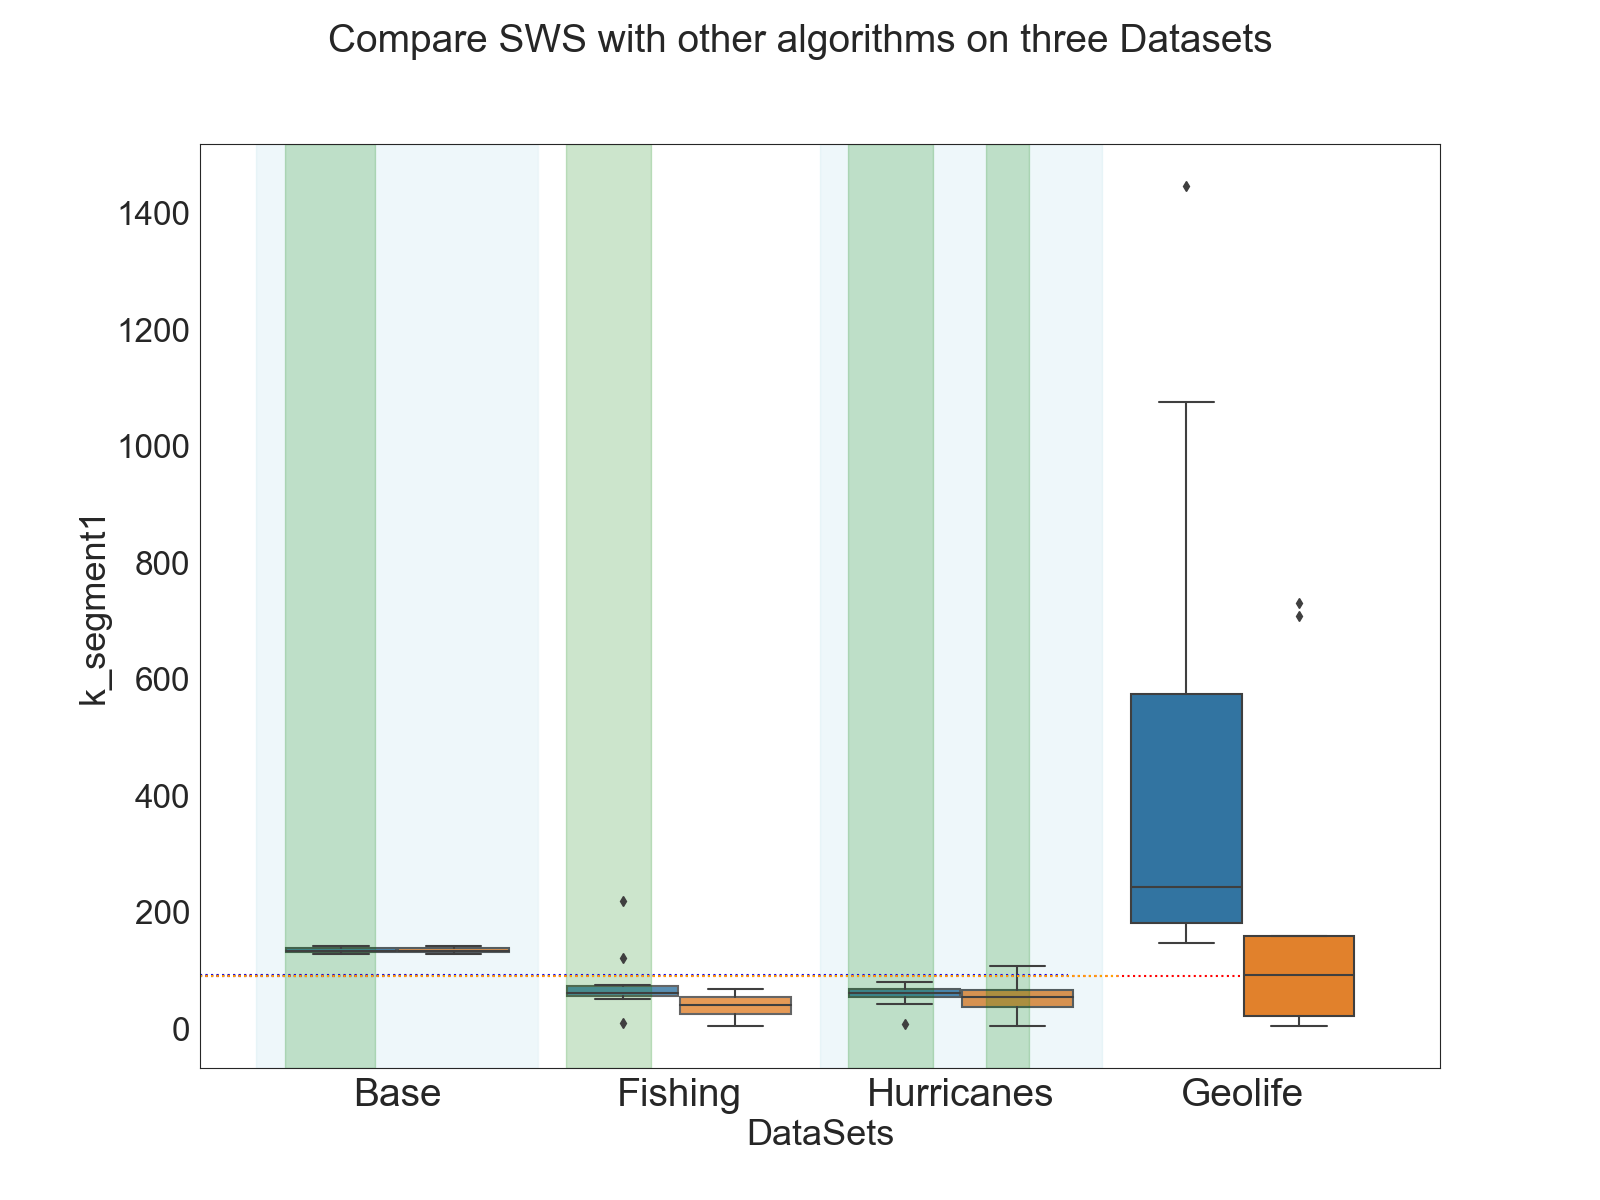 Compare SWS with other algorithms on three Datasets
1400
1200
1000
800
600
400
200
0
k_segment1
Base
Fishing
Hurricanes
Geolife
DataSets